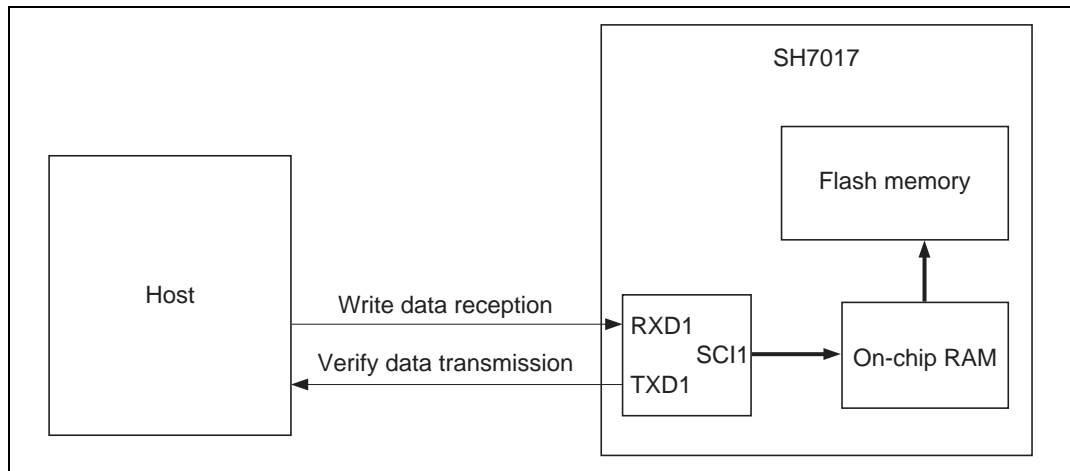 SH7017
Flash memory
Host
Write data reception
RXD1
SCI1
On-chip RAM
Verify data transmission
TXD1